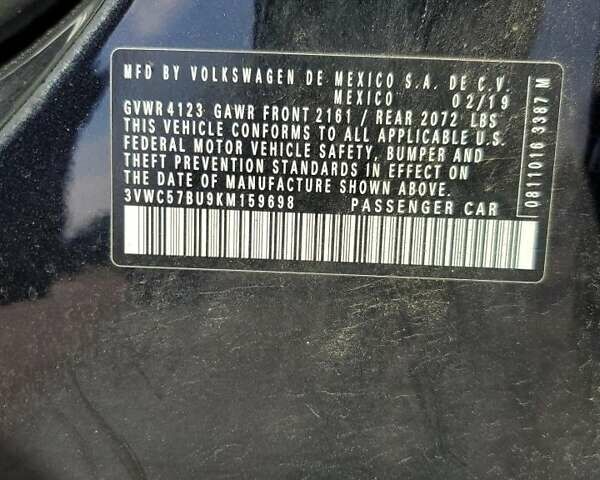 MFD BY VOLKSWAGEN DE MEXICO S.A. DE C.V.
MEXICO 02/19
GVWR 4123 GAWR FRONT 2161 / REAR 2072 LBS
THIS VEHICLE CONFORMS TO ALL APPLICABLE U.S.
FEDERAL MOTOR VEHICLE SAFETY, BUMPER AND
THEFT PREVENTION STANDARDS IN EFFECT ON
THE DATE OF MANUFACTURE SHOWN ABOVE.
3VWC57BU9KM159698 PASSENGER CAR
0811016 3367 M